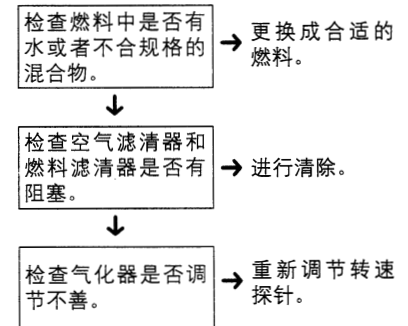 检查燃料中是否有
水或者不合规格的
混合物。
更换成合适的
燃料。
检查空气滤清器和
燃料滤清器是否有
阻塞。
进行清除。
检查气化器是否调
节不善。
重新调节转速
探针。